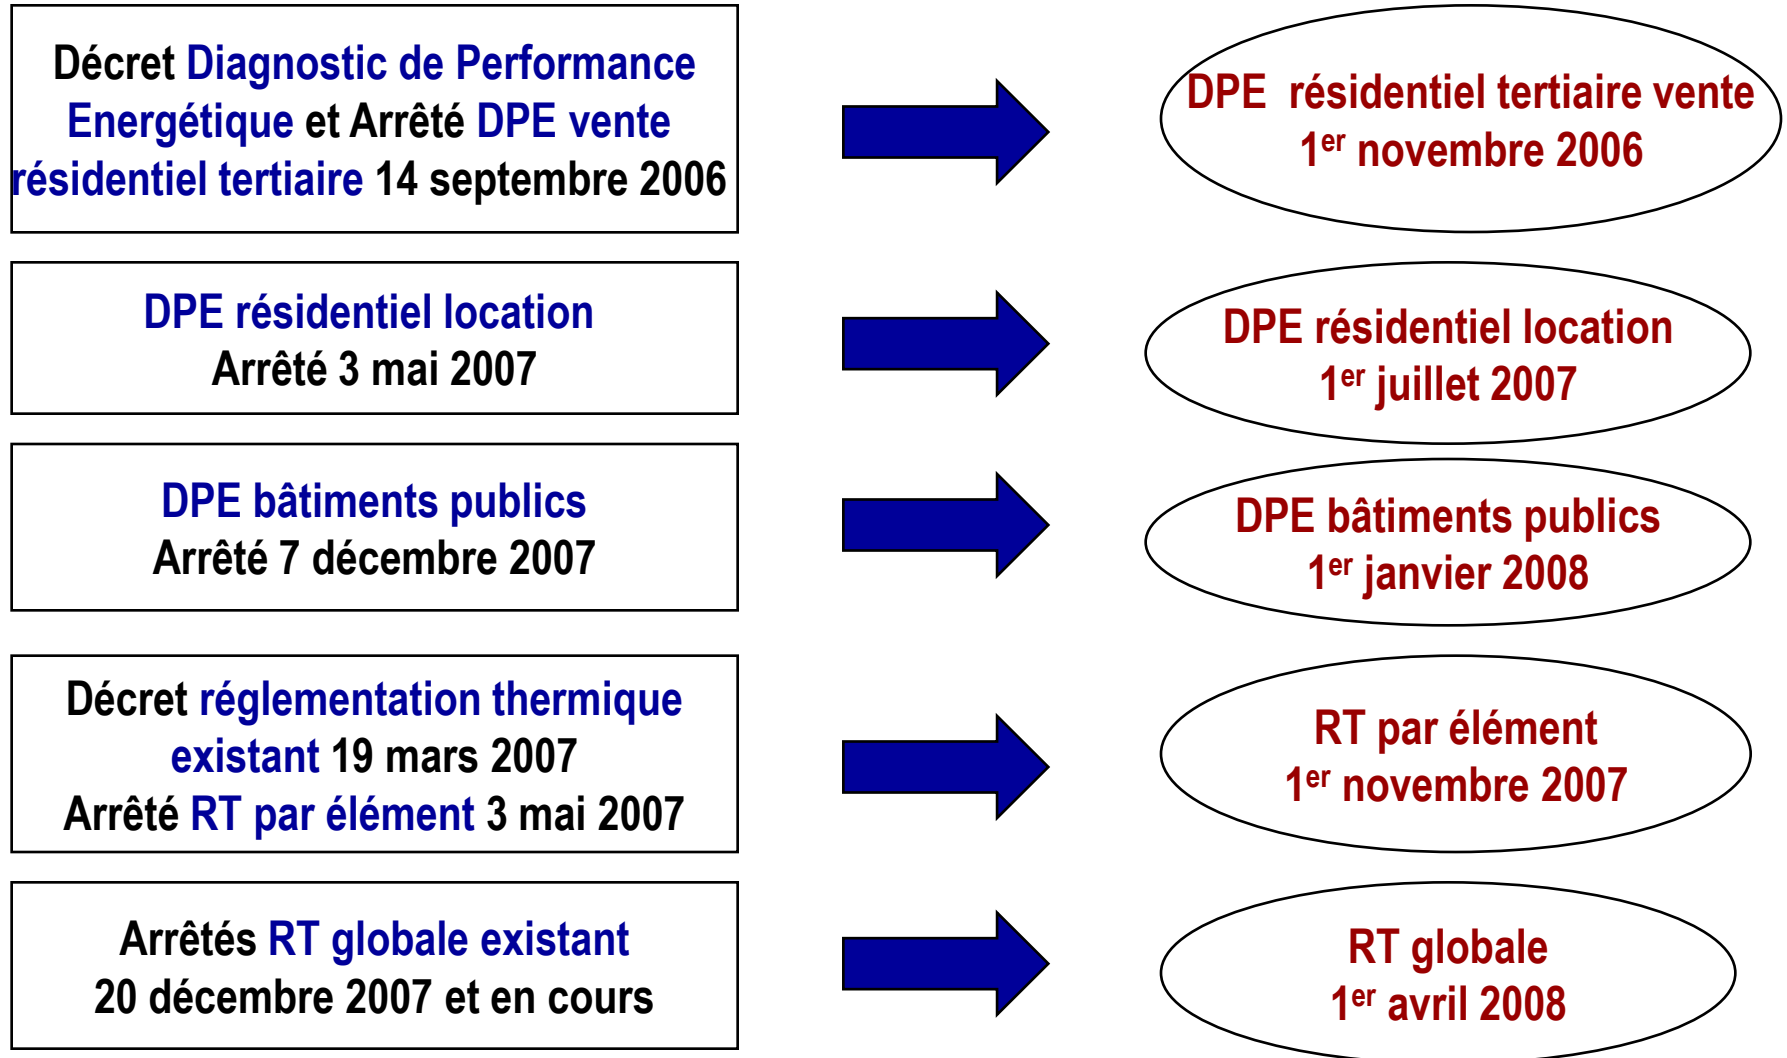 Décret Diagnostic de Performance
Energétique et Arrêté DPE vente
résidentiel tertiaire 14 septembre 2006
DPE résidentiel tertiaire vente
1er novembre 2006
DPE résidentiel location
Arrêté 3 mai 2007
DPE résidentiel location
1er juillet 2007
DPE bâtiments publics
Arrêté 7 décembre 2007
DPE bâtiments publics
1er janvier 2008
Décret réglementation thermique
existant 19 mars 2007
Arrêté RT par élément 3 mai 2007
RT par élément
1er novembre 2007
Arrêtés RT globale existant
20 décembre 2007 et en cours
RT globale
1er avril 2008